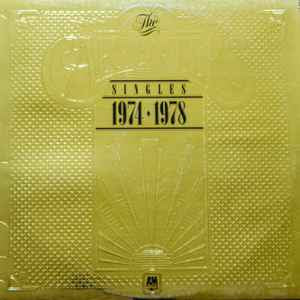 The
SINGLES
1974 · 1978
A&M